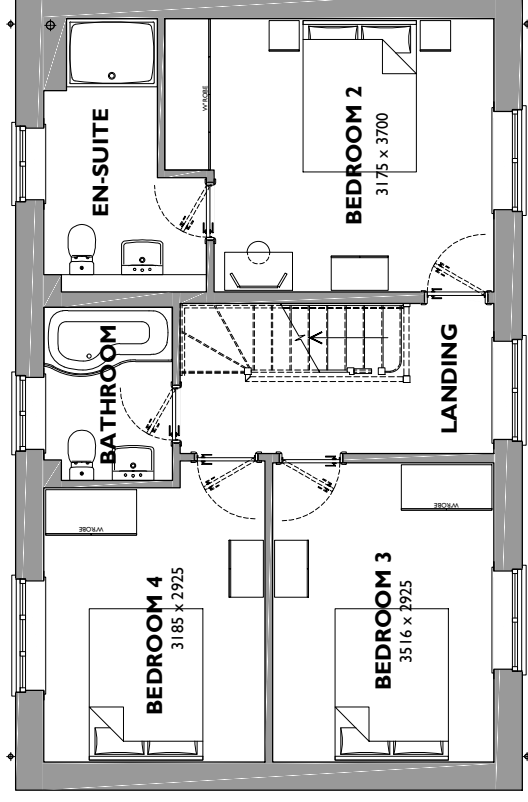 EN-SUITE
W'ROBE
BEDROOM 2
3175 x 3700
BATHROOM
LANDING
W'ROBE
W'ROBE
BEDROOM 4
3185 x 2925
BEDROOM 3
3516 x 2925